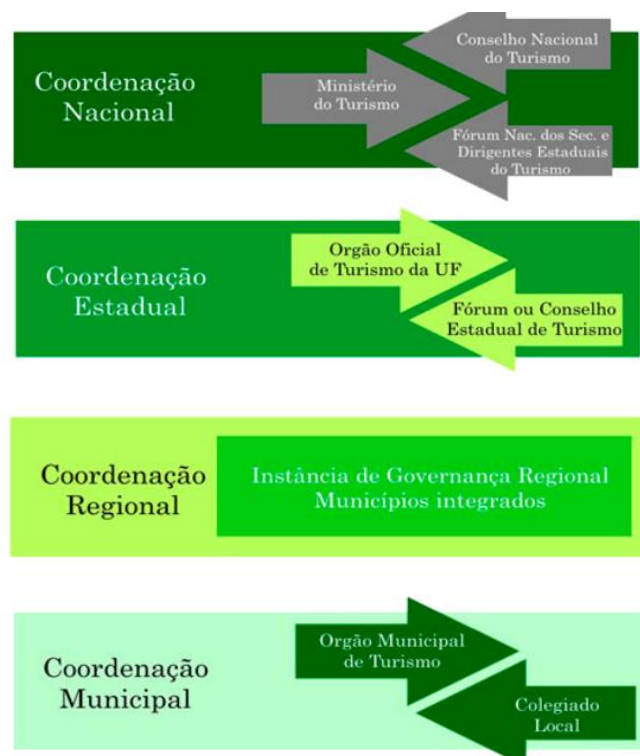 Coordenação
Nacional
Conselho Nacional
do Turismo
Ministério
do Turismo
Fórum Nac. dos Sec. e
Dirigentes Estaduais
do Turismo
Coordenação
Estadual
Orgão Oficial
de Turismo da UF
Fórum ou Conselho
Estadual de Turismo
Coordenação
Regional
Instância de Governança Regional
Municípios integrados
Coordenação
Municipal
Orgão Municipal
de Turismo
Colegiado
Local